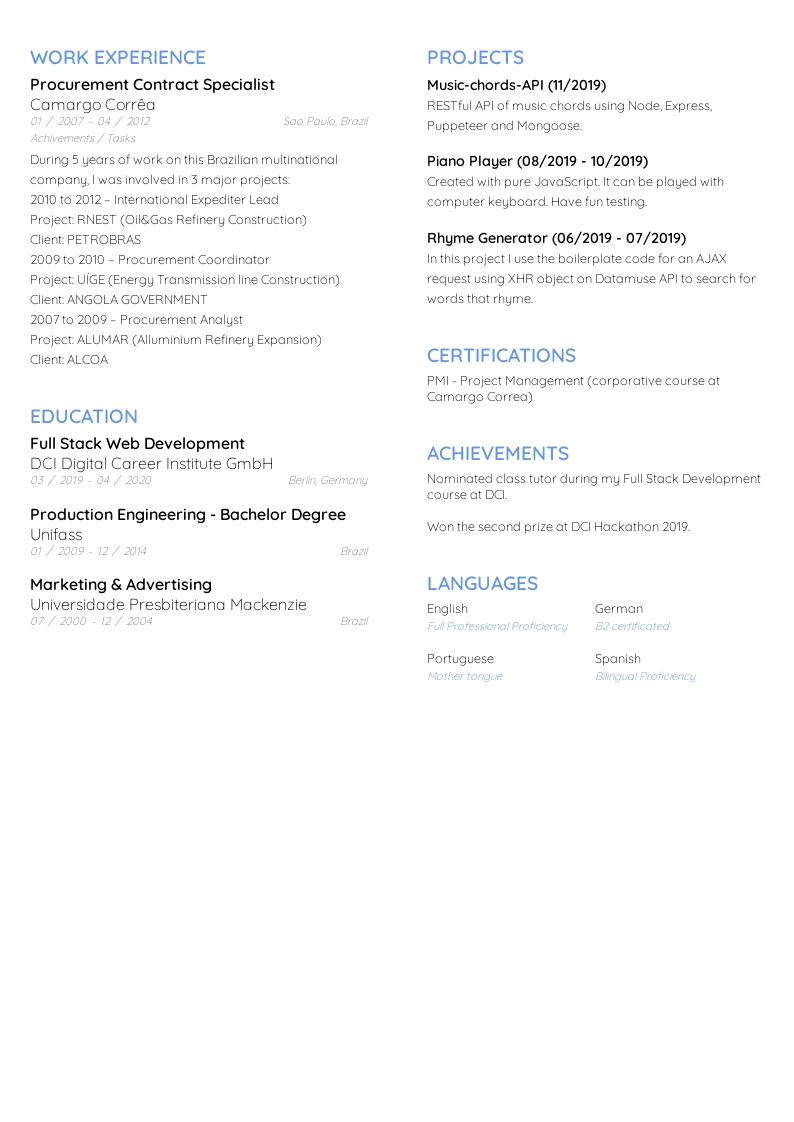 WORK EXPERIENCE
Procurement Contract Specialist
Camargo Corrêa
01 / 2007 - 04 / 2012 Sao Paulo, Brazil
Achivements / Tasks
During 5 years of work on this Brazilian multinational
company, I was involved in 3 major projects:
2010 to 2012 – International Expediter Lead
Project: RNEST (Oil&Gas Refinery Construction)
Client: PETROBRAS
2009 to 2010 – Procurement Coordinator
Project: UÍGE (Energy Transmission line Construction)
Client: ANGOLA GOVERNMENT
2007 to 2009 – Procurement Analyst
Project: ALUMAR (Alluminium Refinery Expansion)
Client: ALCOA
EDUCATION
Full Stack Web Development
DCI Digital Career Institute GmbH
03 / 2019 - 04 / 2020 Berlin, Germany
Production Engineering - Bachelor Degree
Unifass
01 / 2009 - 12 / 2014 Brazil
Marketing & Advertising
Universidade Presbiteriana Mackenzie
07 / 2000 - 12 / 2004 Brazil
PROJECTS
Music-chords-API (11/2019)
RESTful API of music chords using Node, Express,
Puppeteer and Mongoose.
Piano Player (08/2019 - 10/2019)
Created with pure JavaScript. It can be played with
computer keyboard. Have fun testing.
Rhyme Generator (06/2019 - 07/2019)
In this project I use the boilerplate code for an AJAX
request using XHR object on Datamuse API to search for
words that rhyme.
CERTIFICATIONS
PMI - Project Management (corporative course at
Camargo Correa)
ACHIEVEMENTS
Nominated class tutor during my Full Stack Development
course at DCI.
Won the second prize at DCI Hackathon 2019.
LANGUAGES
English German
Full Professional Proficiency B2 certificated
Portuguese Spanish
Mother tongue Bilingual Proficiency